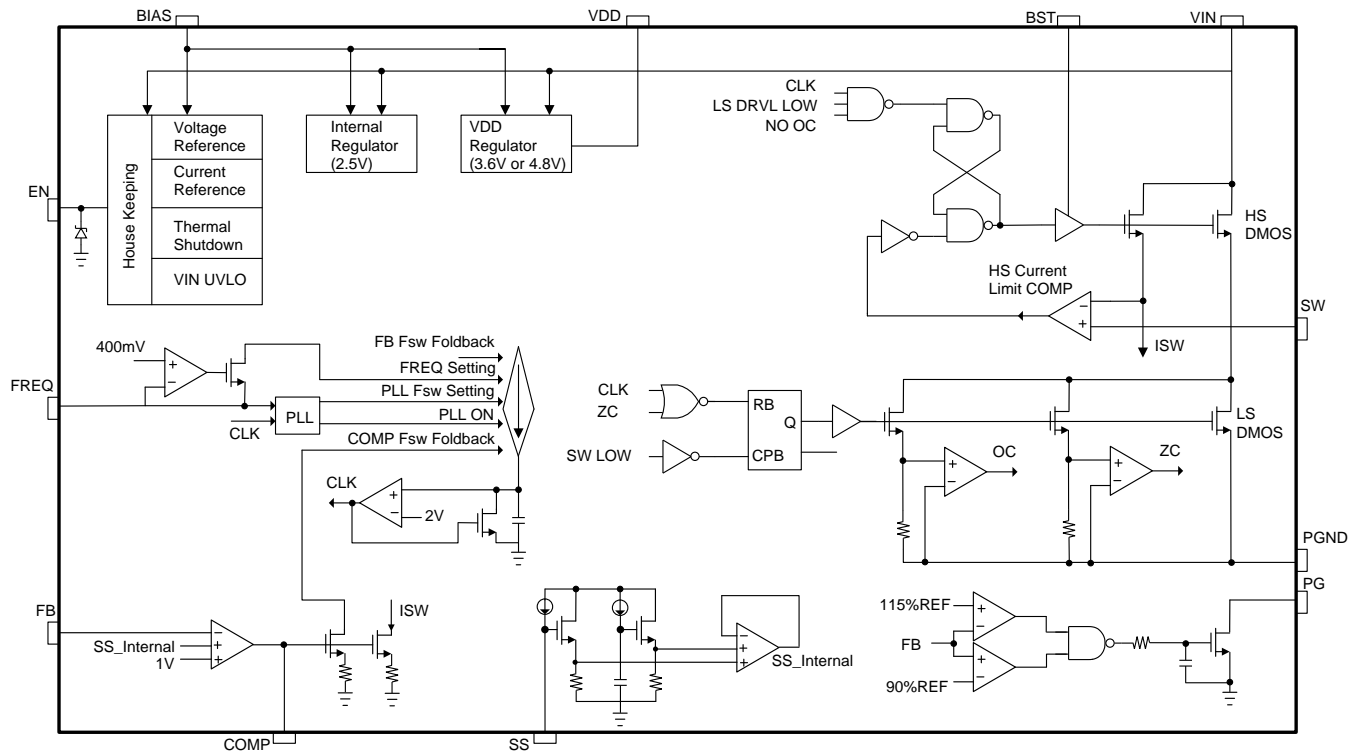 BIAS
VDD
BST
VIN
CLK
LS DRVL LOW
NO OC
House Keeping
Voltage
Reference
Current
Reference
Thermal
Shutdown
VIN UVLO
Internal
Regulator
(2.5V)
VDD
Regulator
(3.6V or 4.8V)
EN
HS
DMOS
HS Current
Limit COMP
-
+
SW
ISW
400mV
+
-
FREQ
PLL
CLK
FB Fsw Foldback
FREQ Setting
PLL Fsw Setting
PLL ON
COMP Fsw Foldback
CLK
+
-
2V
CLK
ZC
SW LOW
RB
Q
CPB
LS
DMOS
+
-
OC
+
-
ZC
PGND
PG
FB
SS_Internal
1V
-
+
+
ISW
-
+
+
SS_Internal
115%REF
FB
90%REF
+
-
+
-
COMP
SS